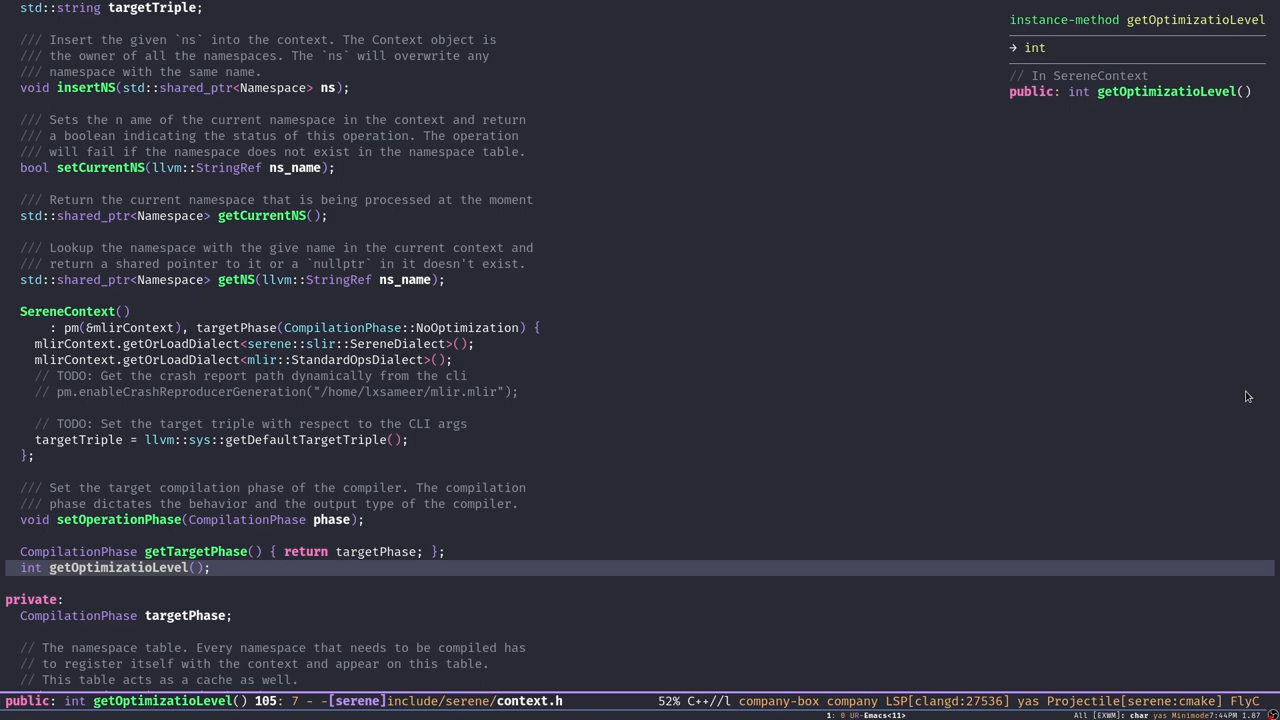 std::string targetTriple;
/// Insert the given `ns` into the context. The Context object is
/// the owner of all the namespaces. The `ns` will overwrite any
/// namespace with the same name.
void insertNS(std::shared_ptr<Namespace> ns);
/// Sets the n ame of the current namespace in the context and return
/// a boolean indicating the status of this operation. The operation
/// will fail if the namespace does not exist in the namespace table.
bool setCurrentNS(llvm::StringRef ns_name);
/// Return the current namespace that is being processed at the moment
std::shared_ptr<Namespace> getCurrentNS();
/// Lookup the namespace with the give name in the current context and
/// return a shared pointer to it or a `nullptr` in it doesn't exist.
std::shared_ptr<Namespace> getNS(llvm::StringRef ns_name);
SereneContext()
: pm(&mlirContext), targetPhase(CompilationPhase::NoOptimization) {
mlirContext.getOrLoadDialect<serene::slir::SereneDialect>();
mlirContext.getOrLoadDialect<mlir::StandardOpsDialect>();
// TODO: Get the crash report path dynamically from the cli
// pm.enableCrashReproducerGeneration("/home/lxsameer/mlir.mlir");
// TODO: Set the target triple with respect to the CLI args
targetTriple = llvm::sys::getDefaultTargetTriple();
};
/// Set the target compilation phase of the compiler. The compilation
/// phase dictates the behavior and the output type of the compiler.
void setOperationPhase(CompilationPhase phase);
CompilationPhase getTargetPhase() { return targetPhase; };
int getOptimizatioLevel();
private:
CompilationPhase targetPhase;
// The namespace table. Every namespace that needs to be compiled has
// to register itself with the context and appear on this table.
// This table acts as a cache as well.
instance-method getOptimizatioLevel
→ int
// In SereneContext
public: int getOptimizatioLevel()
public: int getOptimizatioLevel() 105: 7 - -[serene]include/serene/context.h 52% C++//l company-box company LSP[clangd:27536] yas Projectile[serene:cmake] FlyC
1: 0 UR-Emacs<11> All [EXWM]: char yas Minimode7:44PM 1.87